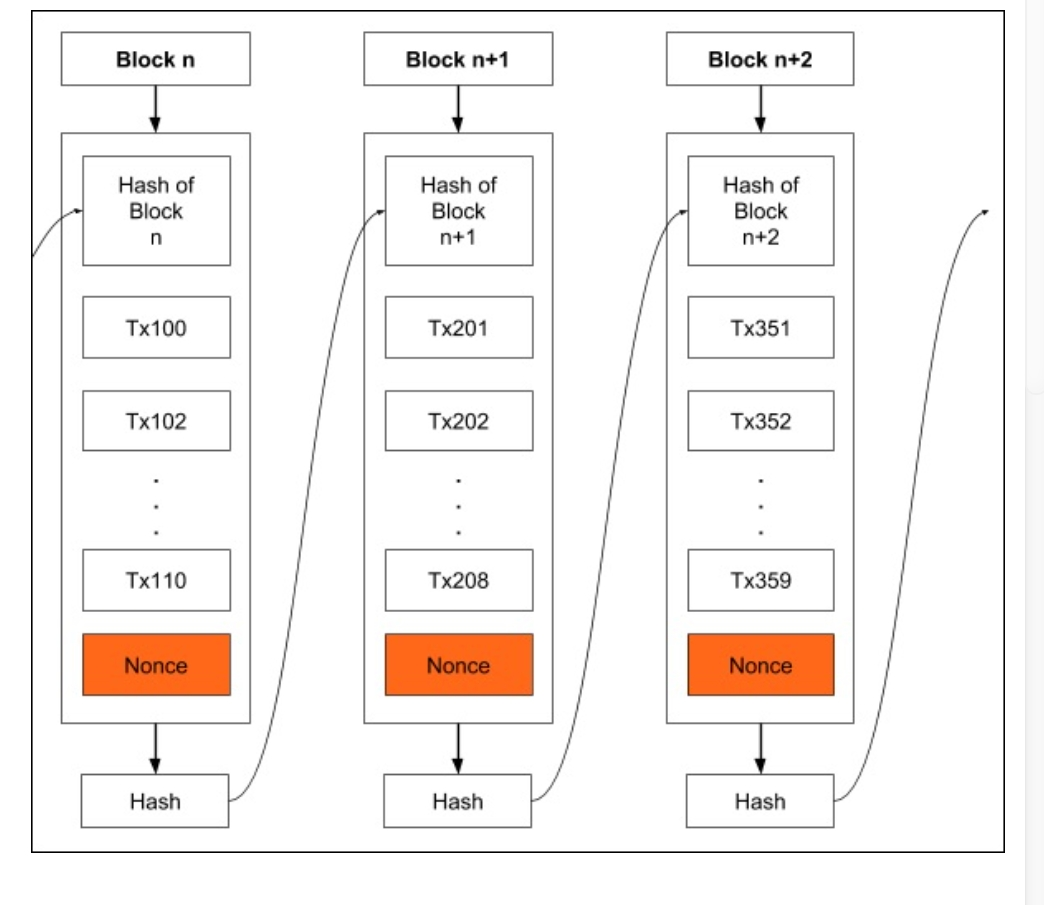 Block n
Hash of
Block
n
Tx100
Tx102
.
.
.
Tx110
Nonce
Hash
Block n+1
Hash of
Block
n+1
Tx201
Tx202
.
.
.
Tx208
Nonce
Hash
Block n+2
Hash of
Block
n+2
Tx351
Tx352
.
.
.
Tx359
Nonce
Hash